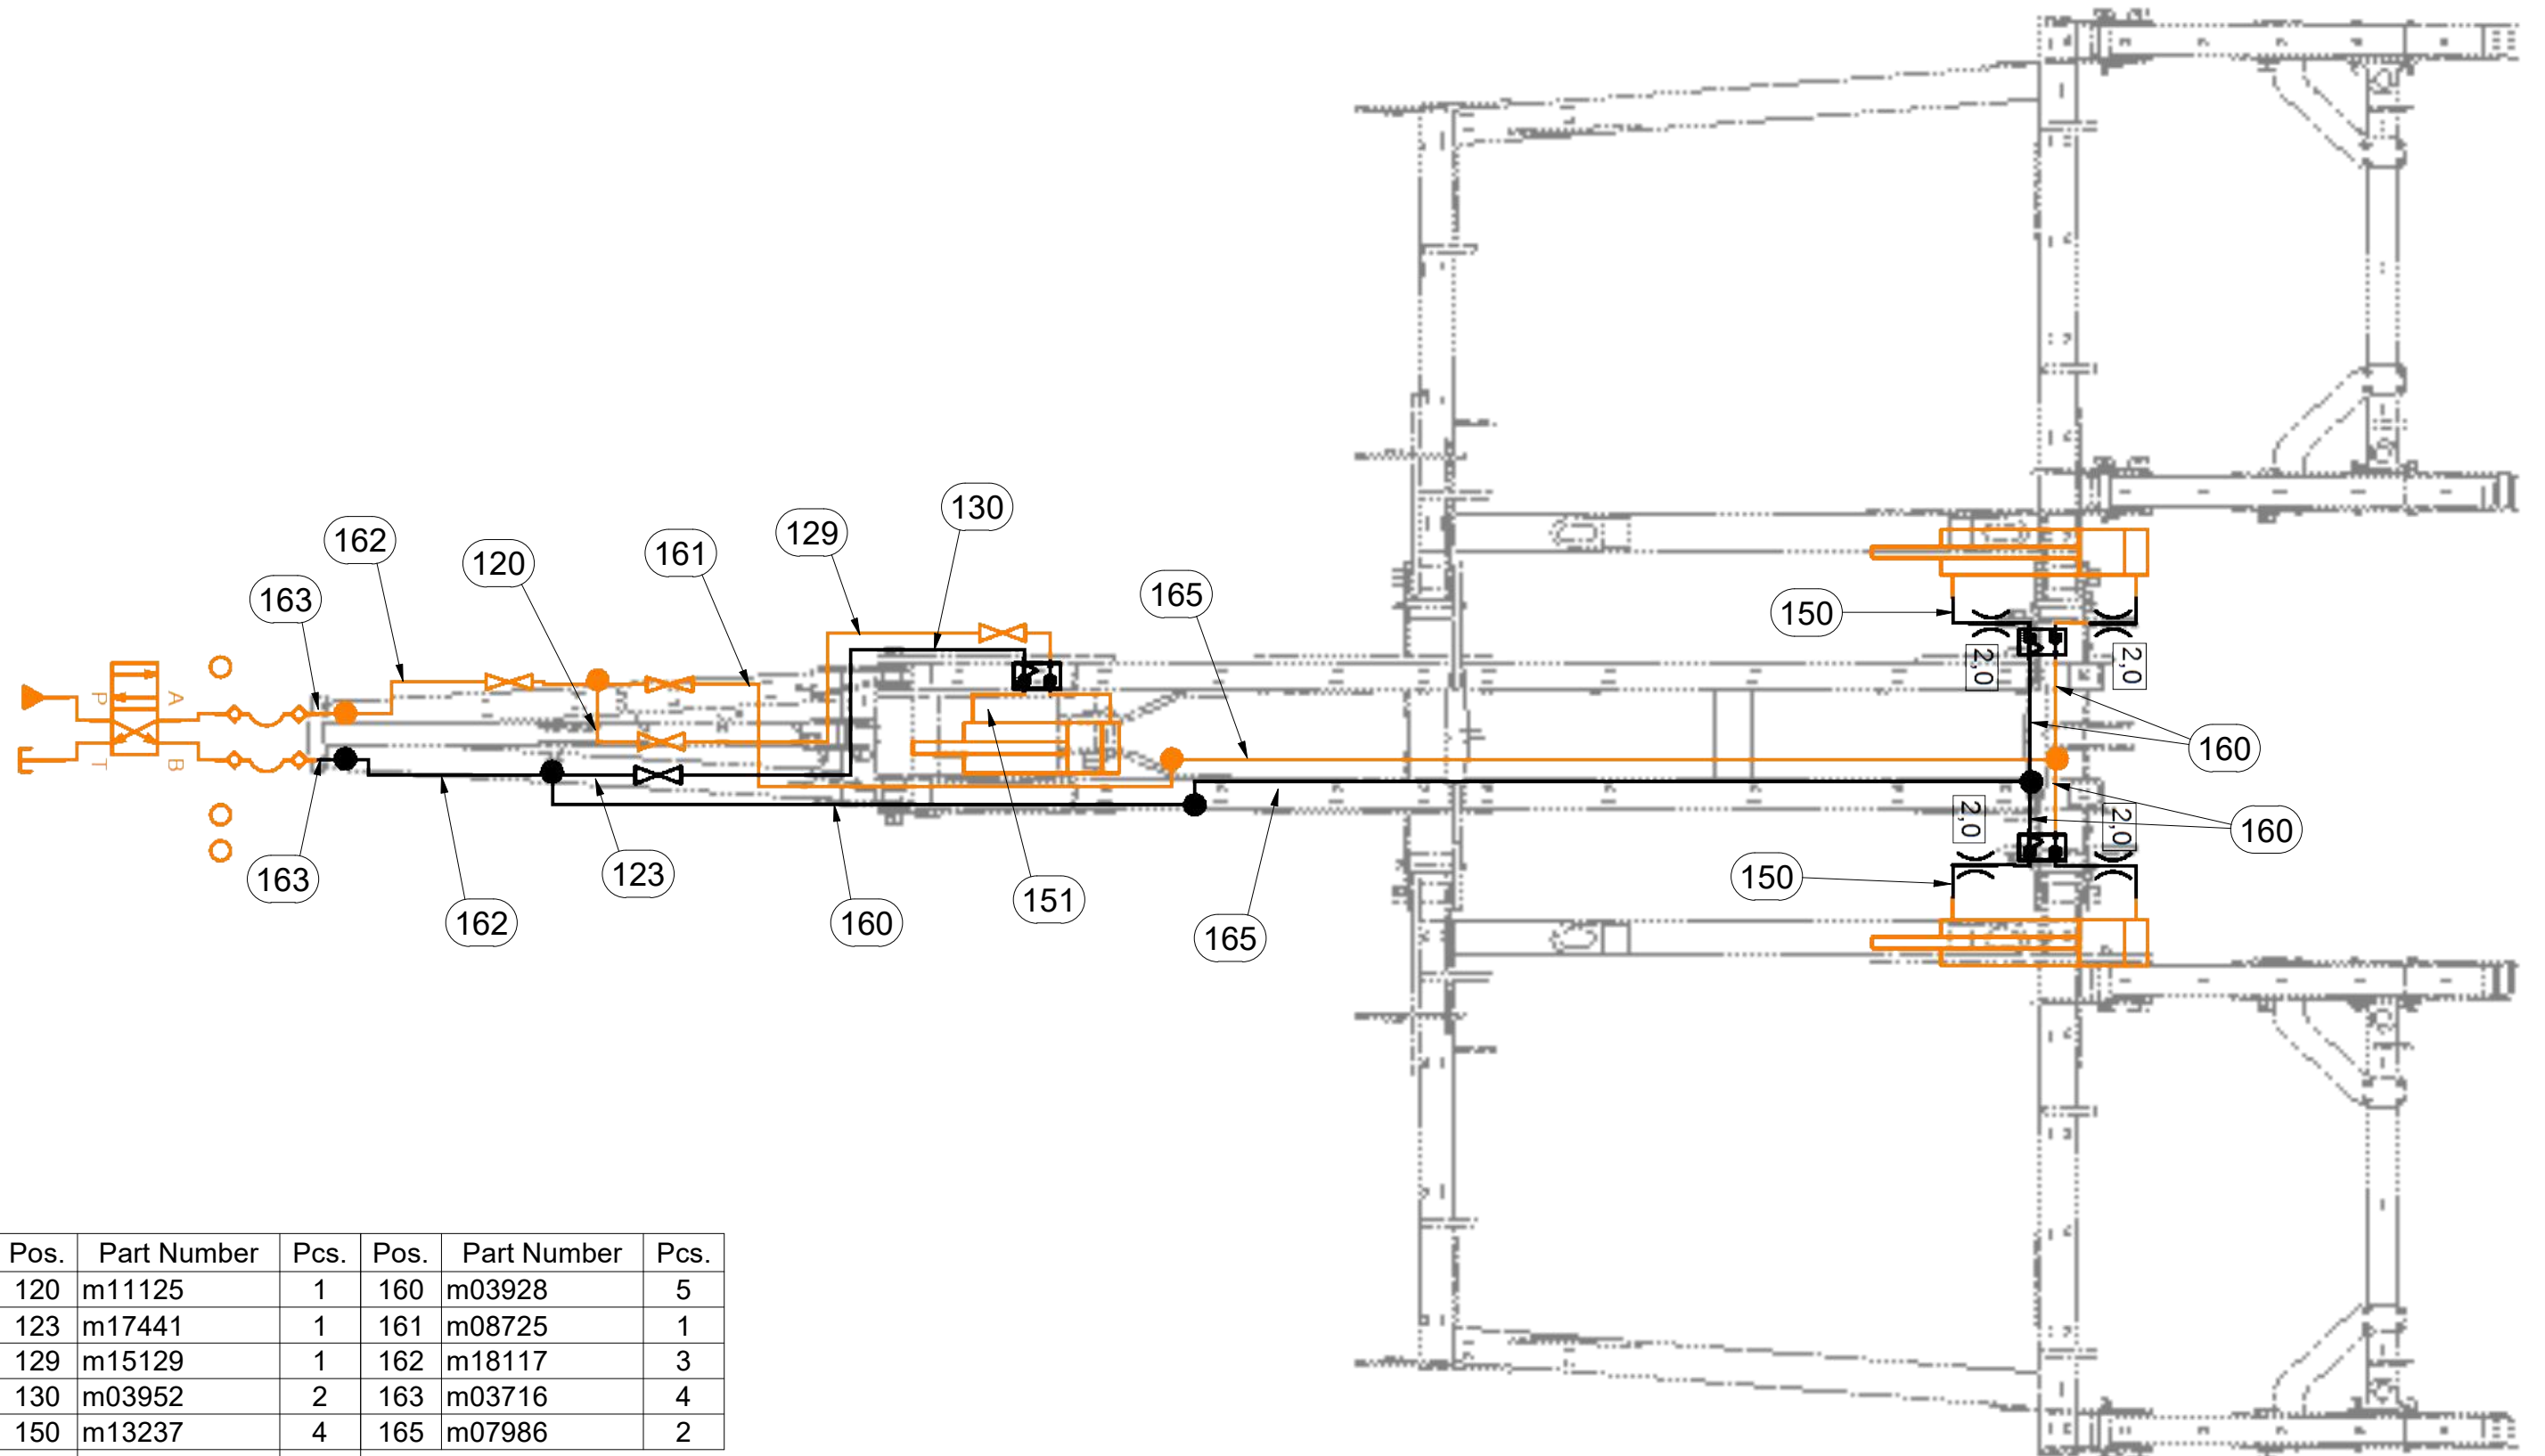 130
129
162
161
120
165
163
150
2,0
2,0
P
A
160
T
B
2,0
2,0
160
123
163
150
151
162
160
165
Pos. Part Number Pcs. Pos. Part Number Pcs.
120 m11125 1 160 m03928 5
123 m17441 1 161 m08725 1
129 m15129 1 162 m18117 3
130 m03952 2 163 m03716 4
150 m13237 4 165 m07986 2